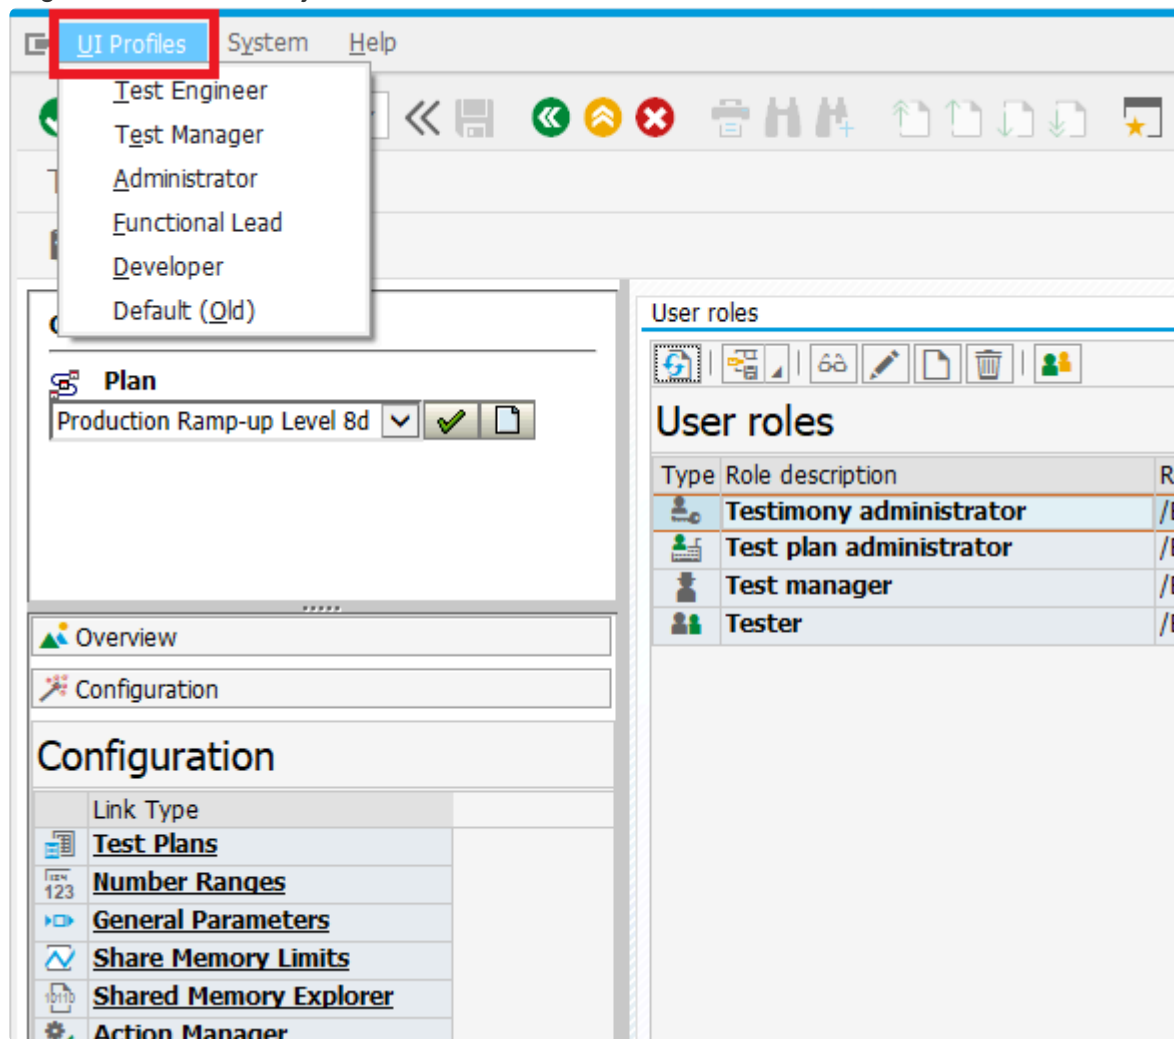 UI Profiles System Help
Test Engineer
Test Manager
Administrator
Functional Lead
Developer
Default (Old)
Plan
Production Ramp-up Level 8d
Overview
Configuration
Configuration
Link Type
Test Plans
123 Number Ranges
General Parameters
Share Memory Limits
Shared Memory Explorer
Action Manager
User roles
User roles
Type Role description R
Testimony administrator /
Test plan administrator /
Test manager /
Tester /